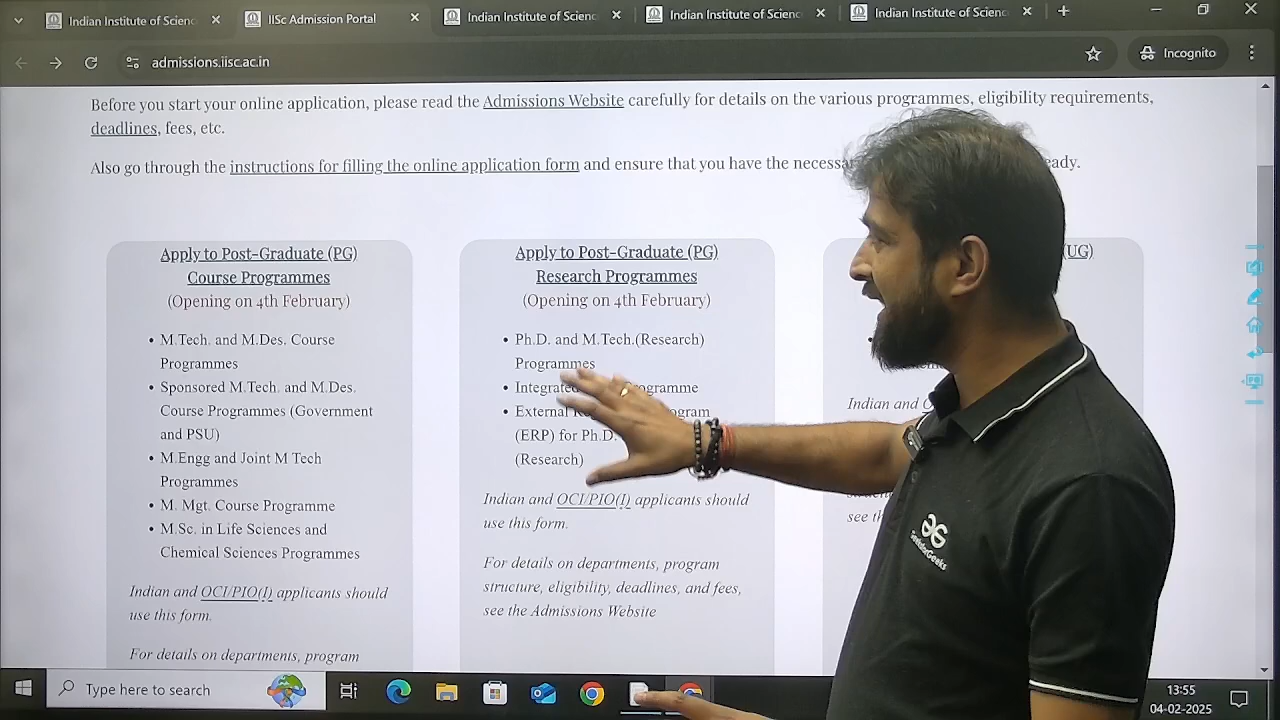 Indian Institute of Scienc
IISc Admission Portal
Indian Institute of Scienc
Indian Institute of Scienc
Indian Institute of Scienc
admissions.iisc.ac.in
Incognito
Before you start your online application, please read the Admissions Website carefully for details on the various programmes, eligibility requirements,
deadlines, fees, etc.
Also go through the instructions for filling the online application form and ensure that you have the
Apply to Post-Graduate (PG)
Course Programmes
(Opening on 4th February)
• M.Tech. and M.Des. Course
Programmes
• Sponsored M.Tech. and M.Des.
Course Programmes (Government
and PSU)
• M.Engg and Joint M Tech
Programmes
• M. Mgt. Course Programme
• M.Sc. in Life Sciences and
Chemical Sciences Programmes
Indian and OCI/PIO(I) applicants should
use this form.
For details on departments, program
Apply to Post-Graduate (PG)
Research Programmes
(Opening on 4th February)
• Ph.D. and M.Tech.(Research)
Programmes
• Integrated
• External
(ERP) for Ph.D.
(Research)
Indian and OCI/PIO(I) applicants should
use this form.
For details on departments, program
structure, eligibility, deadlines, and fees,
see the Admissions Website
(UG)
Indian and
see
GeeksforGeeks
Type here to search
13:55
04-02-2025